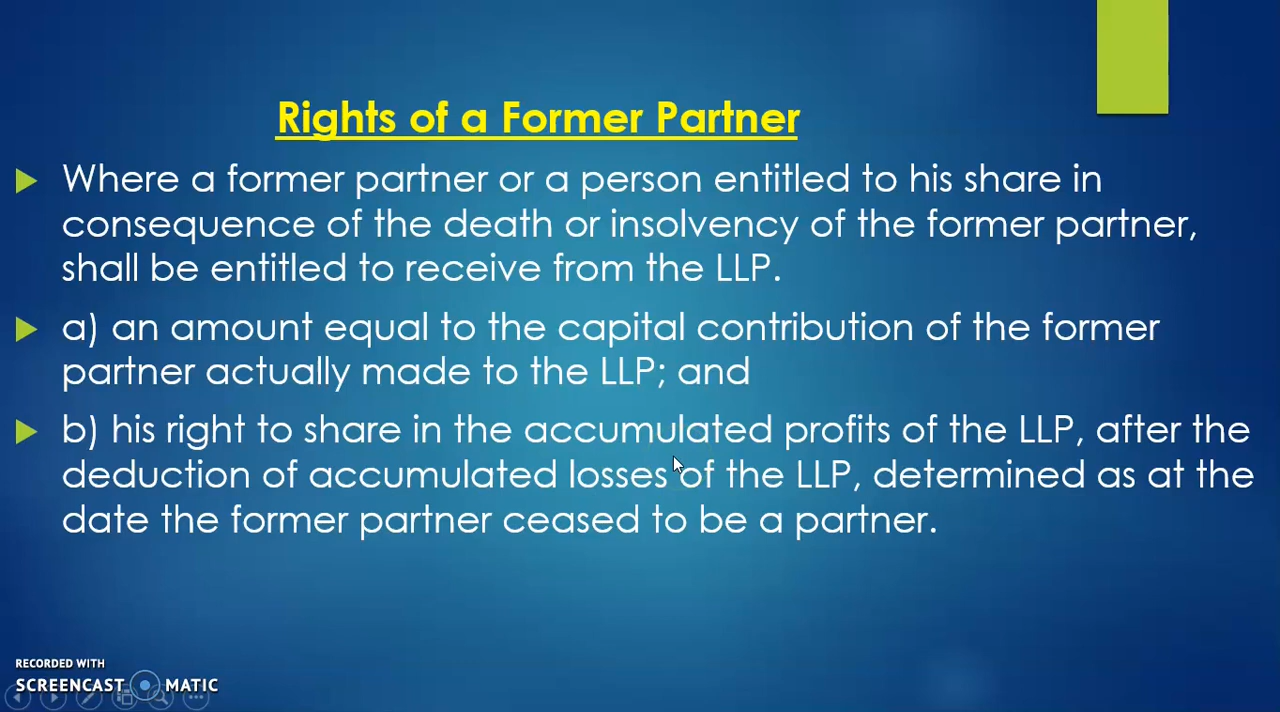 Rights of a Former Partner
Where a former partner or a person entitled to his share in
consequence of the death or insolvency of the former partner,
shall be entitled to receive from the LLP.
a) an amount equal to the capital contribution of the former
partner actually made to the LLP; and
b) his right to share in the accumulated profits of the LLP, after the
deduction of accumulated losses of the LLP, determined as at the
date the former partner ceased to be a partner.
RECORDED WITH
SCREENCAST MATIC